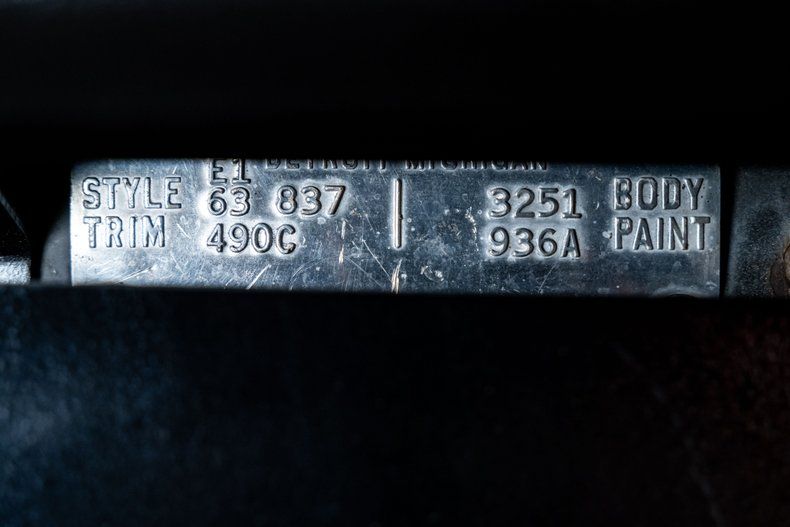 E1 DETROIT MICHIGAN
STYLE 63 837 3251 BODY
TRIM 490C 936A PAINT